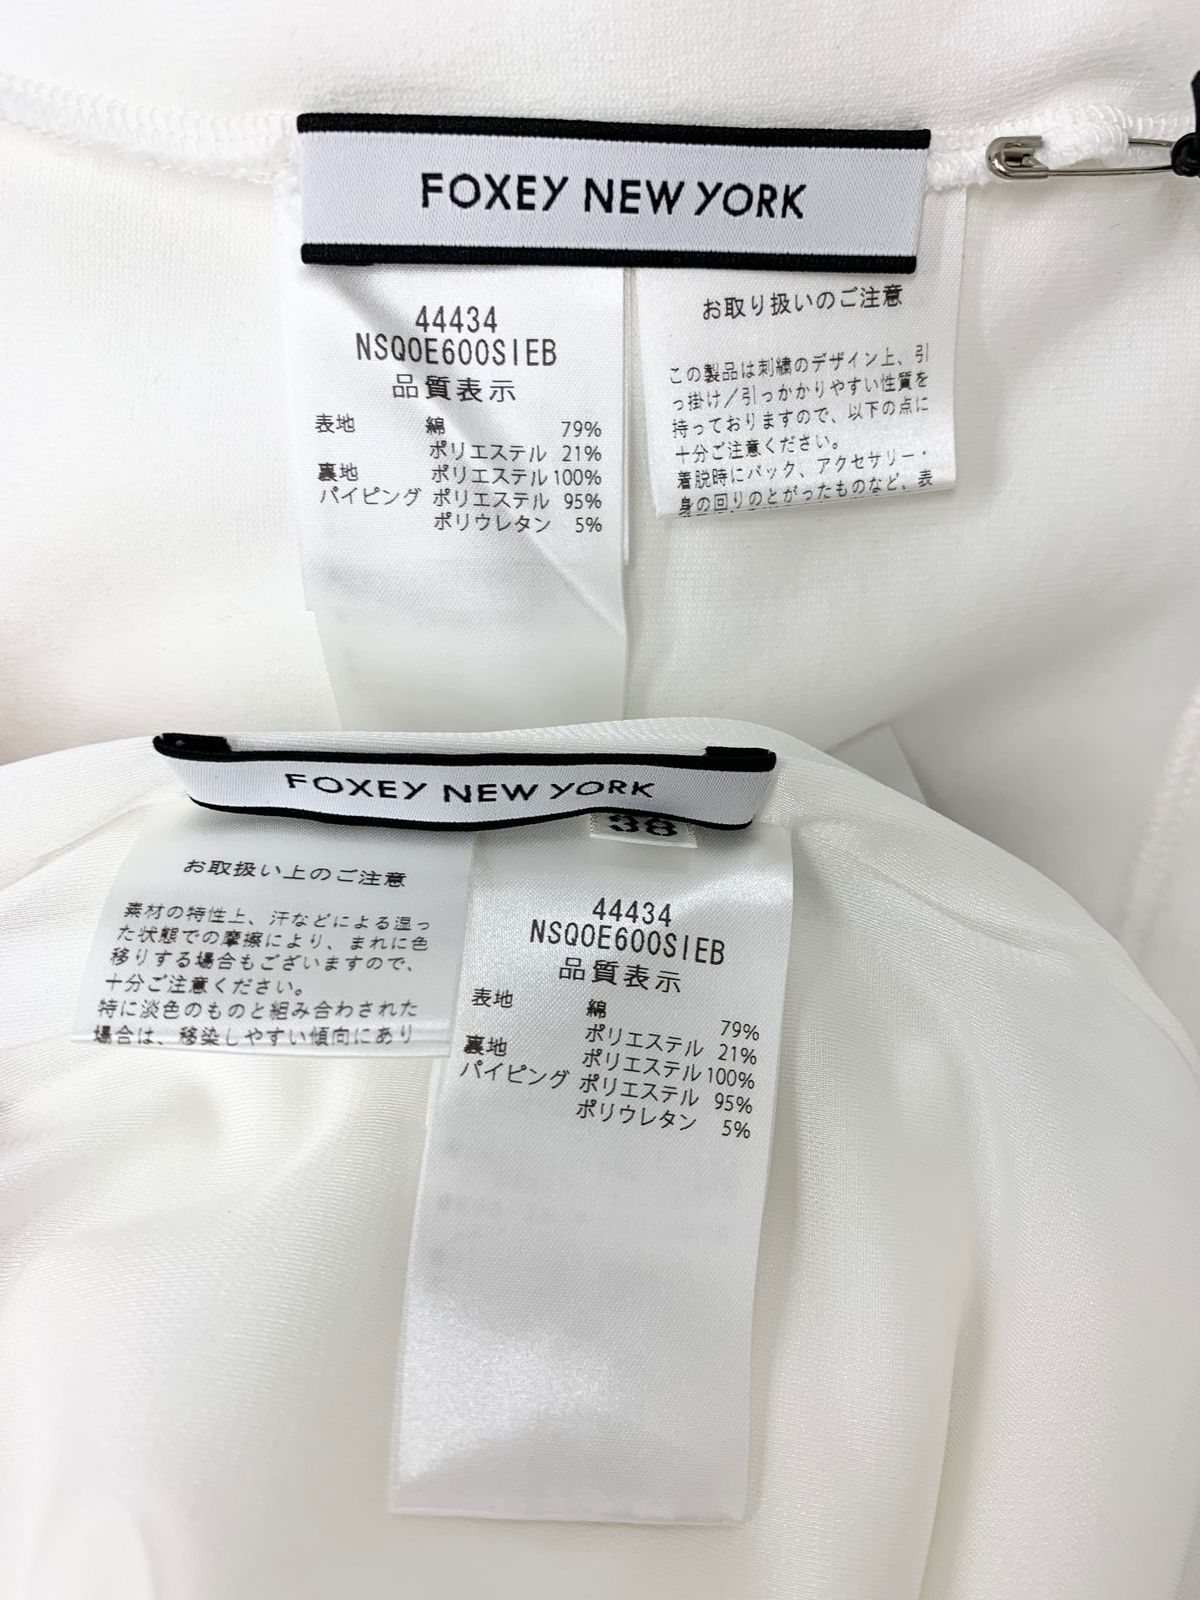 FOXEY NEW YORK
44434
NSQ0E600SIEB
品質表示
表地 綿 79%
ポリエステル 21%
裏地 ポリエステル 100%
パイピング ポリエステル 95%
ポリウレタン 5%
お取り扱いのご注意
この製品は刺繍のデザイン上、引
っ掛け/引っかかりやすい性質を
持っておりますので、以下の点に
十分ご注意ください。
着脱時にバック、アクセサリー・
身の回りのとがったものなど、表
FOXEY NEW YORK
38
お取扱い上のご注意
素材の特性上、汗などによる湿っ
た状態での摩擦により、まれに色
移りする場合もございますので、
十分ご注意ください。
特に淡色のものと組み合わされた
場合は、移染しやすい傾向にあり
44434
NSQ0E600SIEB
品質表示
表地 綿 79%
ポリエステル 21%
裏地 ポリエステル 100%
パイピング ポリエステル 95%
ポリウレタン 5%